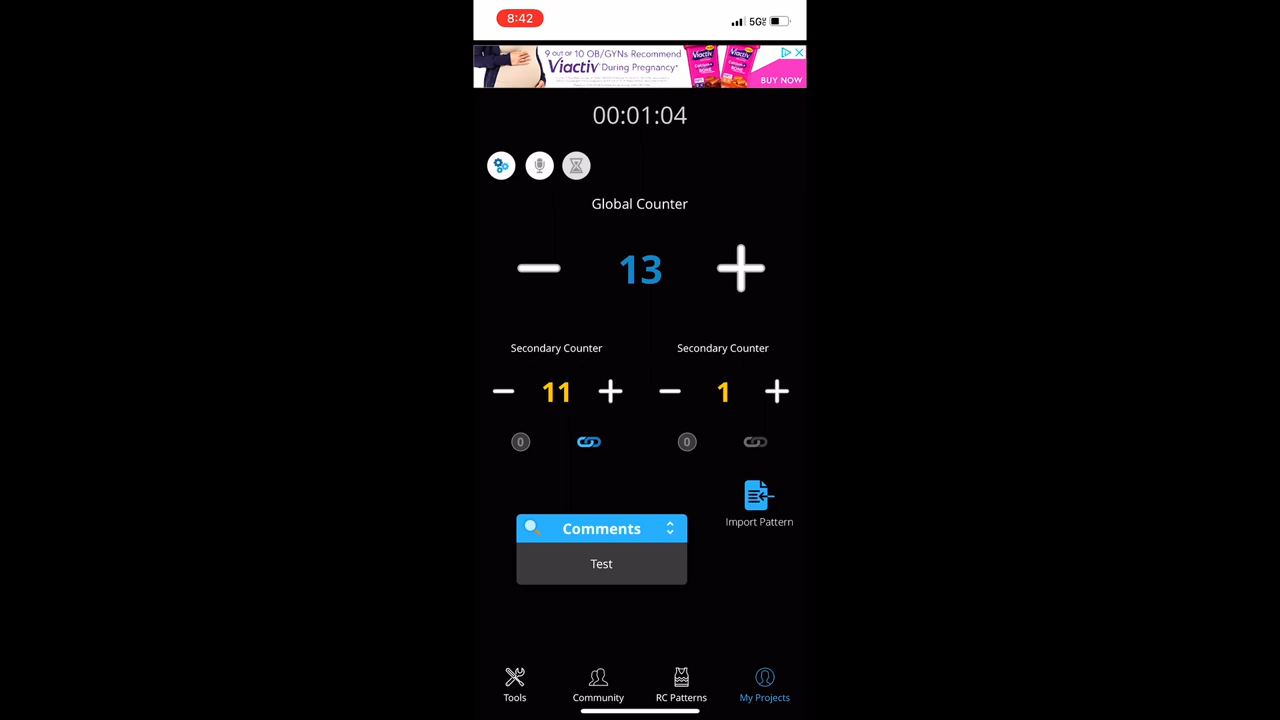 8:42
5G
9 out of 10 OB/GYNs Recommend
Viactiv During Pregnancy*
Viactiv
Viactiv
BUY NOW
00:01:04
Global Counter
13
Secondary Counter
Secondary Counter
11
1
0
0
Import Pattern
Comments
Test
Tools
Community
RC Patterns
My Projects